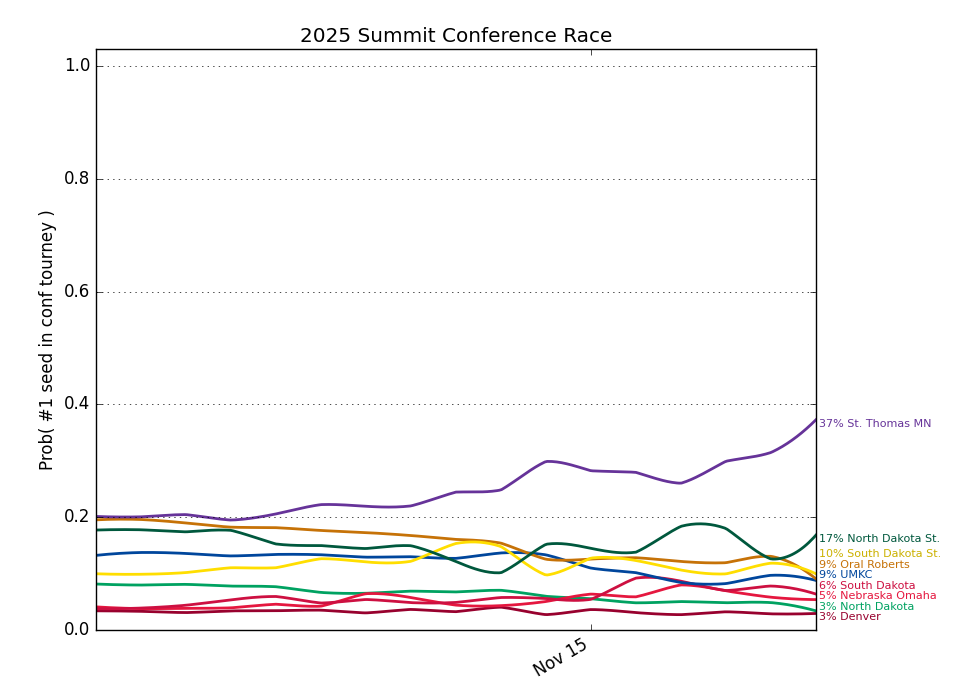 2025 Summit Conference Race
Prob( #1 seed in conf tourney )
1.0
0.8
0.6
0.4
0.2
0.0
Nov 15
37% St. Thomas MN
17% North Dakota St.
10% South Dakota St.
9% Oral Roberts
9% UMKC
6% South Dakota
5% Nebraska Omaha
3% North Dakota
3% Denver